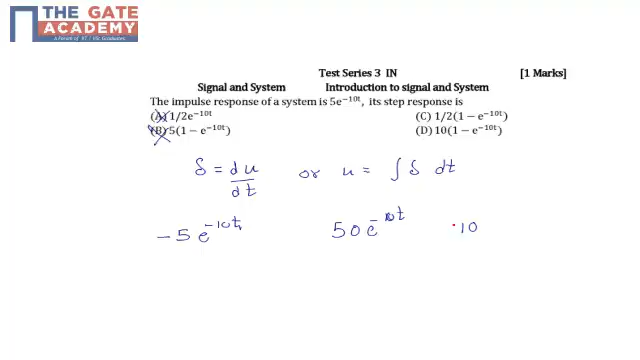 THE GATE
ACADEMY
A Forum of IIT / IISc Graduates
Test Series 3 IN [1 Marks]
Signal and System Introduction to signal and System
The impulse response of a system is 5e⁻¹⁰ᵗ, its step response is
(A) 1/2e⁻¹⁰ᵗ (C) 1/2(1 − e⁻¹⁰ᵗ)
(B) 5(1 − e⁻¹⁰ᵗ) (D) 10(1 − e⁻¹⁰ᵗ)
δ = du/dt or u = ∫ δ dt
−5 e⁻¹⁰ᵗ 50 e⁻¹⁰ᵗ 10